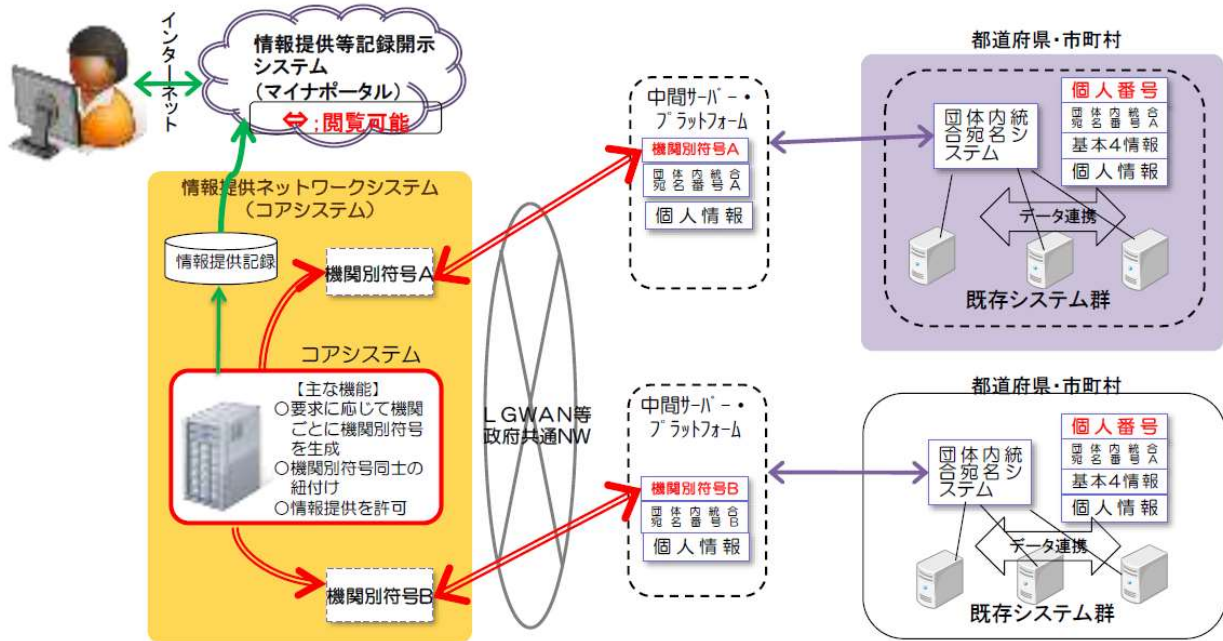 インターネット
情報提供等記録開示
システム
（マイナポータル）
⇔；閲覧可能
情報提供ネットワークシステム
（コアシステム）
情報提供記録
機関別符号A
コアシステム
【主な機能】
○要求に応じて機関
ごとに機関別符号
を生成
○機関別符号同士の
紐付け
○情報提供を許可
機関別符号B
ＬＧＷＡＮ等
政府共通NW
中間ｻｰﾊﾞｰ・
ﾌﾟﾗｯﾄﾌｫｰﾑ
機関別符号A
団体内統合
宛名番号A
個人情報
都道府県・市町村
団体内統
合宛名シ
ステム
個人番号
団体内統合
宛名番号A
基本4情報
個人情報
データ連携
既存システム群
中間ｻｰﾊﾞｰ・
ﾌﾟﾗｯﾄﾌｫｰﾑ
機関別符号B
団体内統合
宛名番号B
個人情報
都道府県・市町村
団体内統
合宛名シ
ステム
個人番号
団体内統合
宛名番号A
基本4情報
個人情報
データ連携
既存システム群